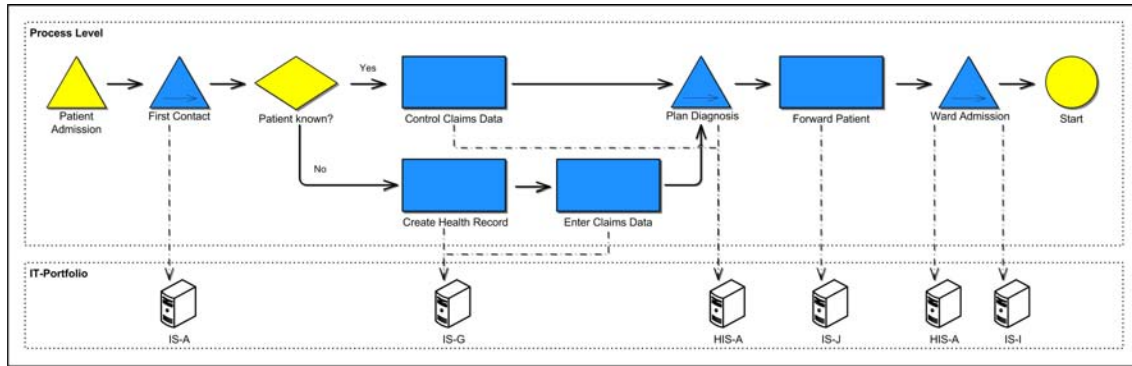 Process Level
Yes
Patient
Admission
First Contact
Patient known?
Control Claims Data
Plan Diagnosis
Forward Patient
Ward Admission
Start
No
Create Health Record
Enter Claims Data
IT-Portfolio
IS-A
IS-G
HIS-A
IS-J
HIS-A
IS-I